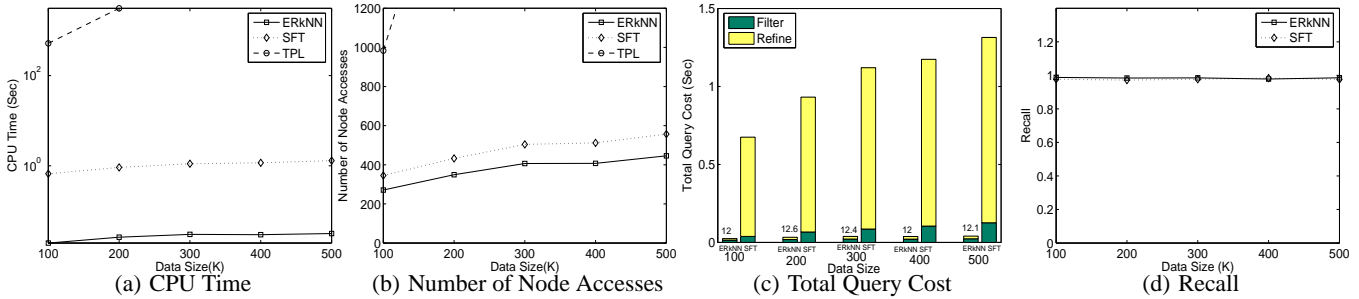 ERkNN
SFT
TPL
10^2
10^0
CPU Time (Sec)
100 200 300 400 500
Data Size(K)
(a) CPU Time
ERkNN
SFT
TPL
1200
1000
800
600
400
200
0
Number of Node Accesses
100 200 300 400 500
Data Size(K)
(b) Number of Node Accesses
Filter
Refine
1.5
1
0.5
0
Total Query Cost (Sec)
12 12.6 12.4 12 12.1
ERkNN SFT ERkNN SFT ERkNN SFT ERkNN SFT ERkNN SFT
100 200 300 400 500
Data Size
(c) Total Query Cost
ERkNN
SFT
1.2
1
0.8
0.6
0.4
0.2
0
Recall
100 200 300 400 500
Data Size (K)
(d) Recall